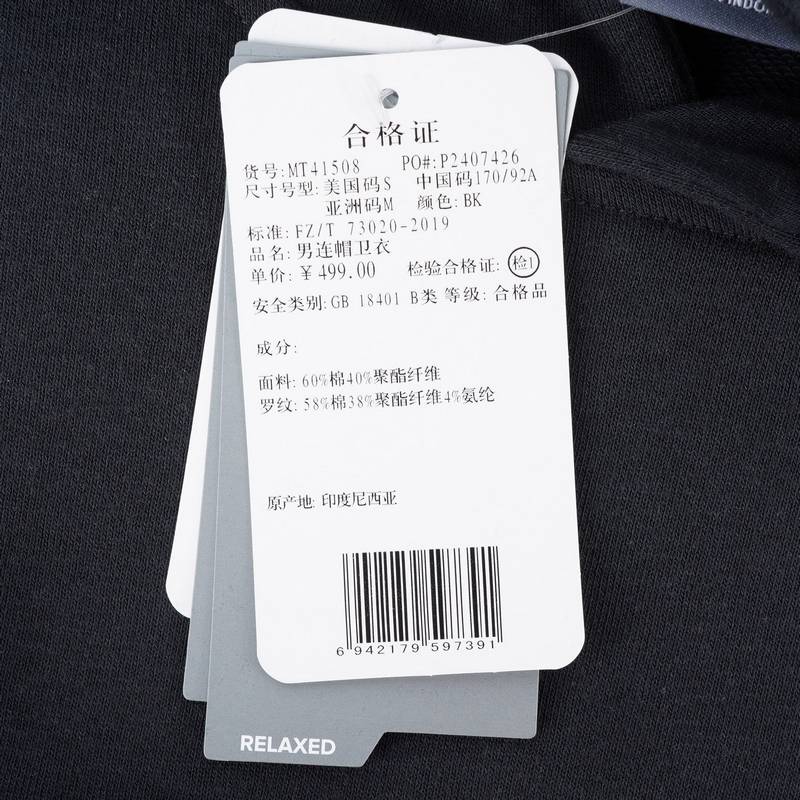 合格证
货号:MT41508 PO#:P2407426
尺寸号型:美国码S 中国码170/92A
亚洲码M 颜色:BK
标准:FZ/T 73020-2019
品名:男连帽卫衣
单价:¥499.00 检验合格证:检1
安全类别:GB 18401 B类 等级:合格品
成分:
面料:60%棉40%聚酯纤维
罗纹:58%棉38%聚酯纤维4%氨纶
原产地:印度尼西亚
6 942179 597391
RELAXED